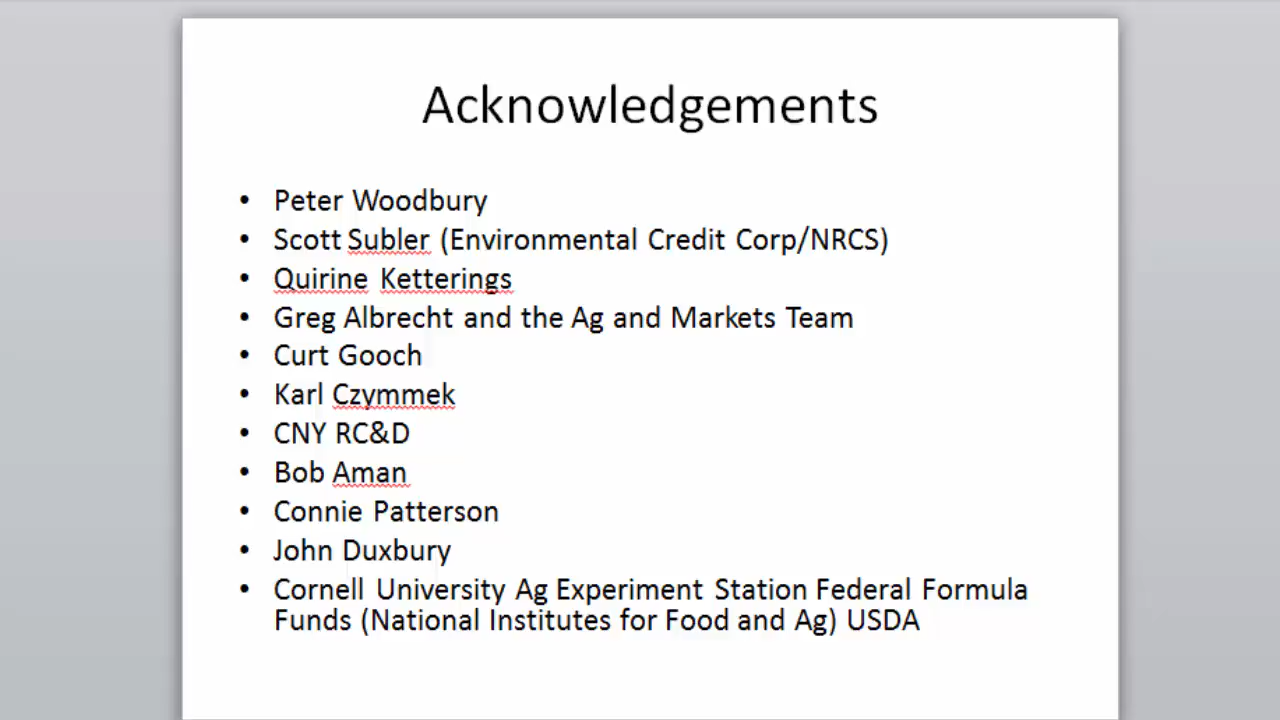 Acknowledgements
• Peter Woodbury
• Scott Subler (Environmental Credit Corp/NRCS)
• Quirine Ketterings
• Greg Albrecht and the Ag and Markets Team
• Curt Gooch
• Karl Czymmek
• CNY RC&D
• Bob Aman
• Connie Patterson
• John Duxbury
• Cornell University Ag Experiment Station Federal Formula
Funds (National Institutes for Food and Ag) USDA